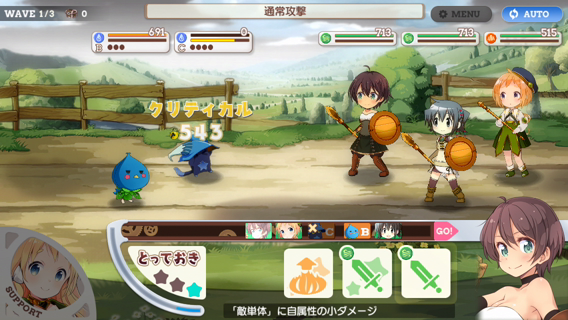 WAVE 1/3
0
通常攻撃
MENU
AUTO
691
B
0
C
713
713
515
クリティカル
543
B
GO!
とっておき
SUPPORT
「敵単体」に自属性の小ダメージ